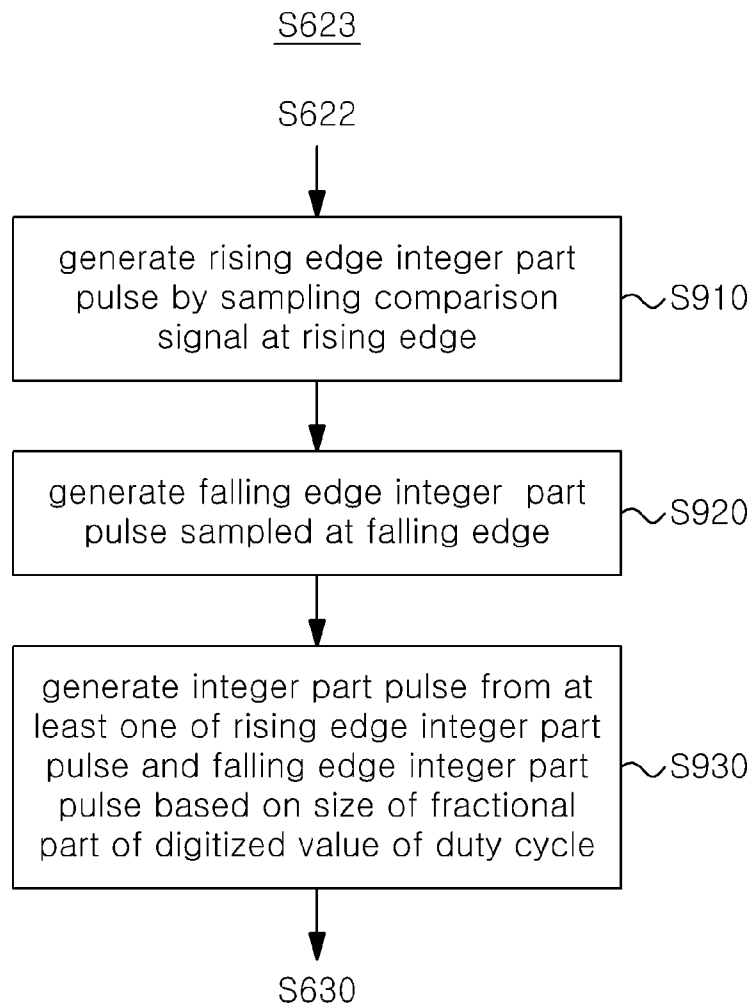 S623
S622
generate rising edge integer part
pulse by sampling comparison
signal at rising edge
S910
generate falling edge integer part
pulse sampled at falling edge
S920
generate integer part pulse from at
least one of rising edge integer part
pulse and falling edge integer part
pulse based on size of fractional
part of digitized value of duty cycle
S930
S630